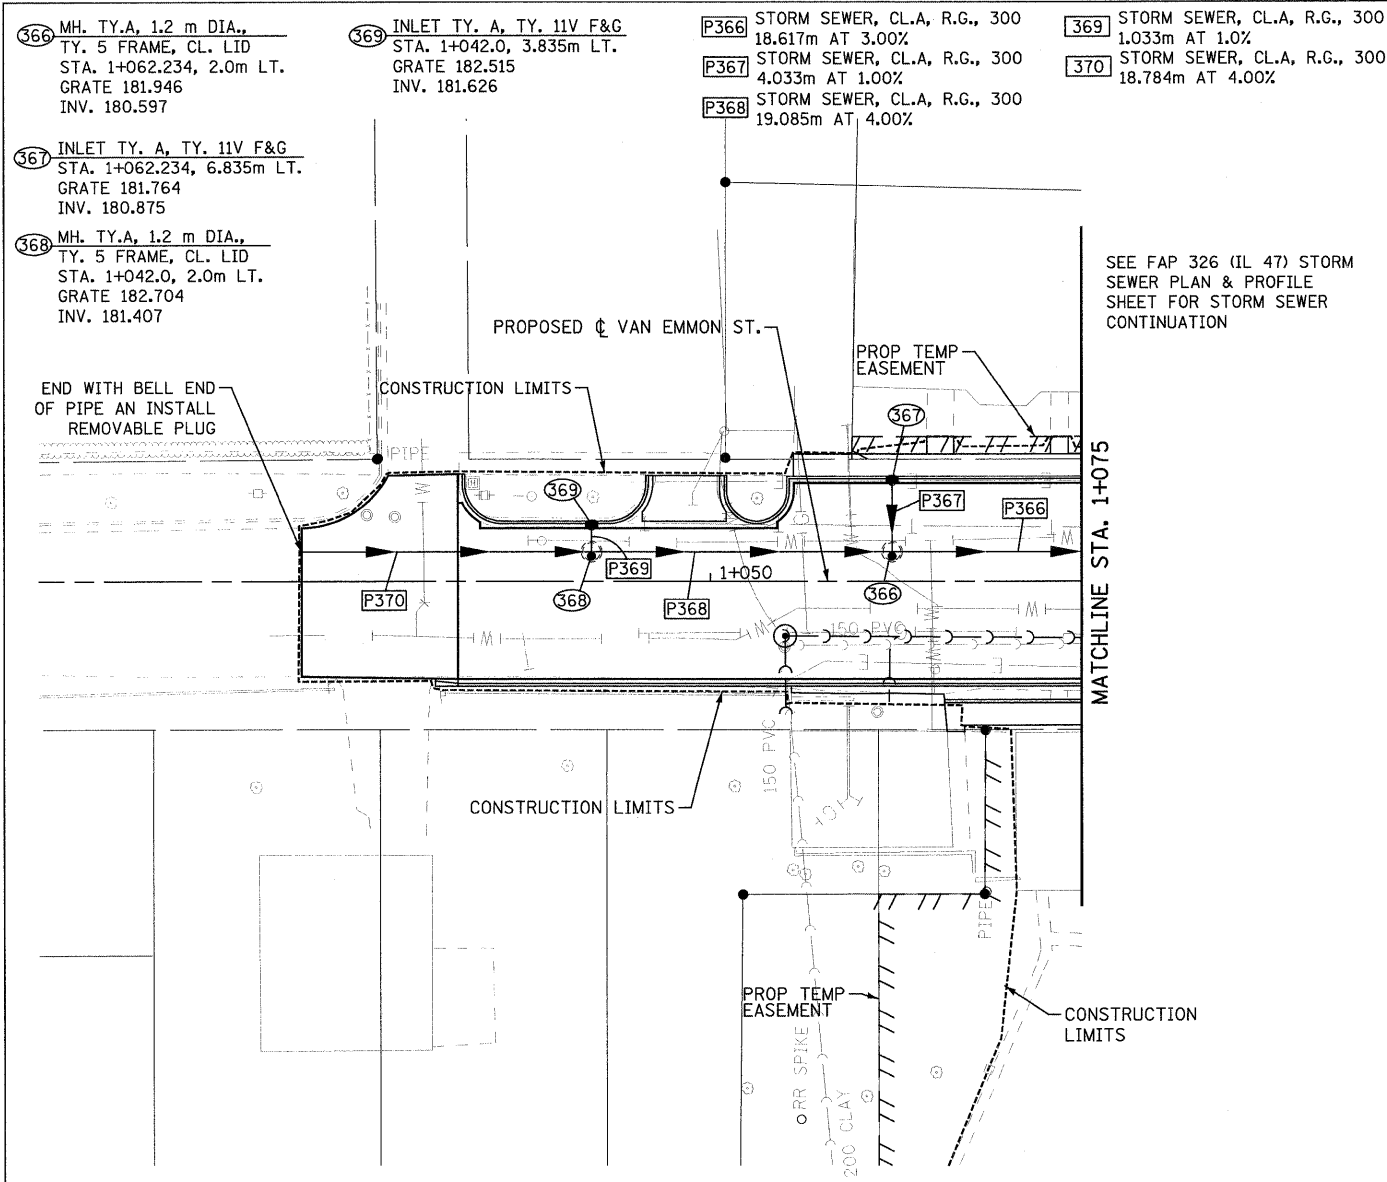 366 MH. TY.A, 1.2 m DIA.,
TY. 5 FRAME, CL. LID
STA. 1+062.234, 2.0m LT.
GRATE 181.946
INV. 180.597
367 INLET TY. A, TY. 11V F&G
STA. 1+062.234, 6.835m LT.
GRATE 181.764
INV. 180.875
368 MH. TY.A, 1.2 m DIA.,
TY. 5 FRAME, CL. LID
STA. 1+042.0, 2.0m LT.
GRATE 182.704
INV. 181.407
369 INLET TY. A, TY. 11V F&G
STA. 1+042.0, 3.835m LT.
GRATE 182.515
INV. 181.626
P366 STORM SEWER, CL.A, R.G., 300
18.617m AT 3.00%
P367 STORM SEWER, CL.A, R.G., 300
4.033m AT 1.00%
P368 STORM SEWER, CL.A, R.G., 300
19.085m AT 4.00%
369 STORM SEWER, CL.A, R.G., 300
1.033m AT 1.0%
370 STORM SEWER, CL.A, R.G., 300
18.784m AT 4.00%
SEE FAP 326 (IL 47) STORM
SEWER PLAN & PROFILE
SHEET FOR STORM SEWER
CONTINUATION
PROPOSED ℄ VAN EMMON ST.
PROP TEMP
EASEMENT
END WITH BELL END
OF PIPE AN INSTALL
REMOVABLE PLUG
CONSTRUCTION LIMITS
367
PIPE
W
369
P367
P366
W
W
P369
1+050
P370
368
P368
366
W
W
W
150 PVC
W
W
E
MATCHLINE STA. 1+075
150 PVC
CONSTRUCTION LIMITS
G
PIPE
PROP TEMP
EASEMENT
CONSTRUCTION
LIMITS
RR SPIKE
200 CLAY